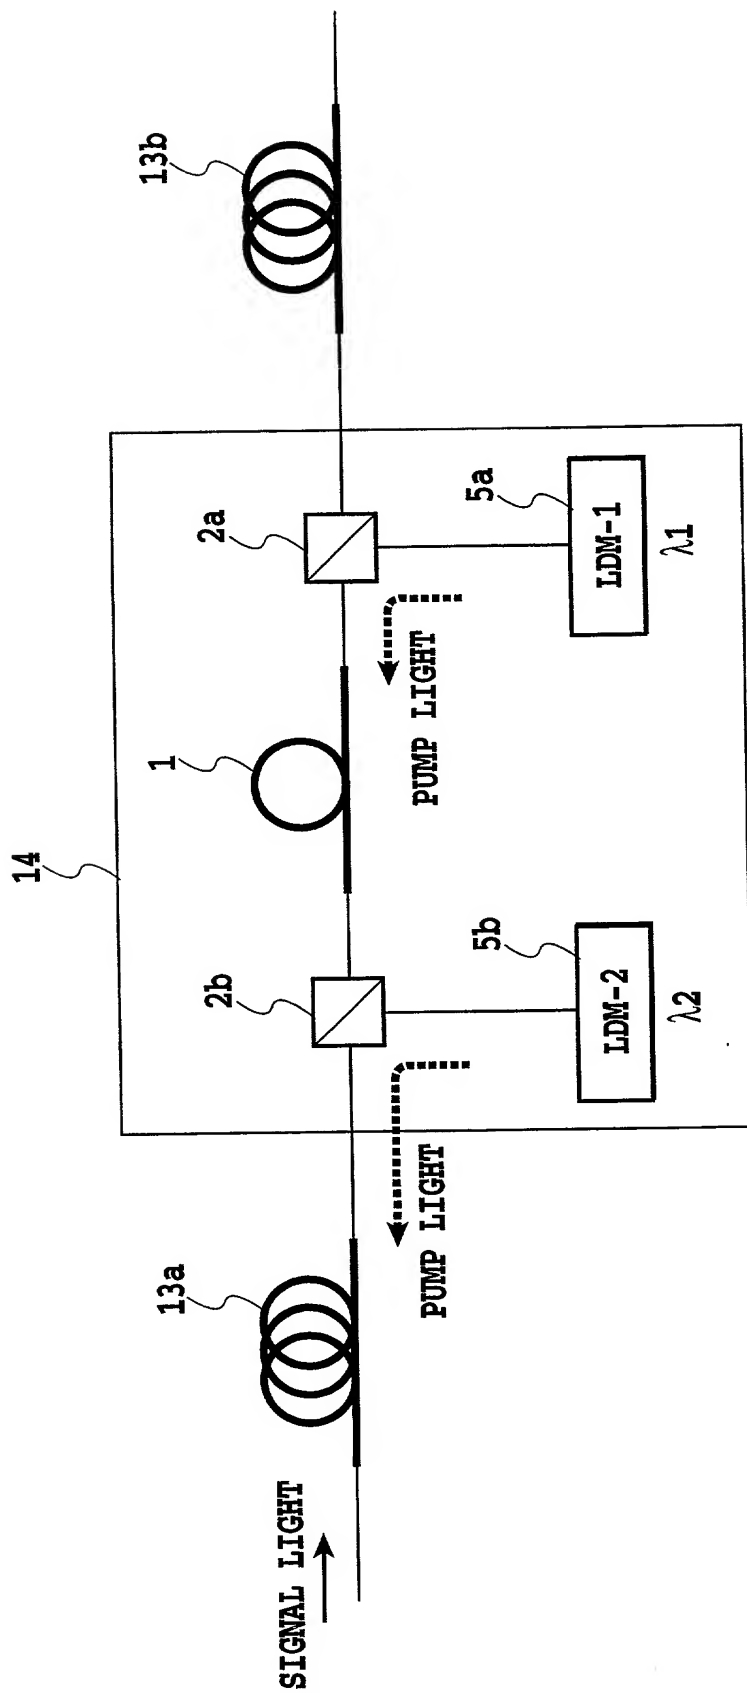 14
13a
2b
1
2a
13b
SIGNAL LIGHT
PUMP LIGHT
PUMP LIGHT
5b
LDM-2
λ2
5a
LDM-1
λ1